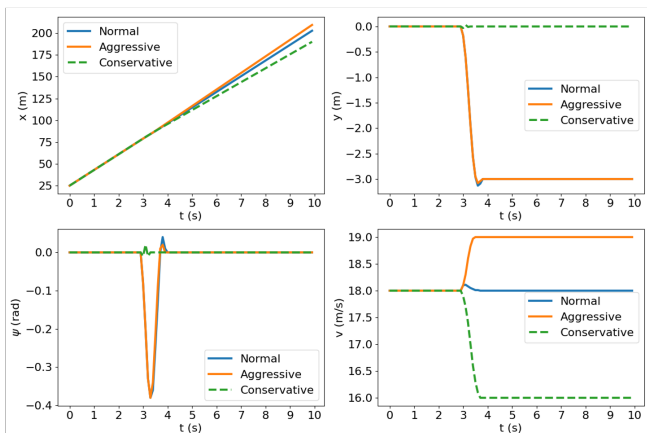 Normal
Aggressive
Conservative
x (m)
200
175
150
125
100
75
50
25
0 1 2 3 4 5 6 7 8 9 10
t (s)
Normal
Aggressive
Conservative
y (m)
0.0
−0.5
−1.0
−1.5
−2.0
−2.5
−3.0
0 1 2 3 4 5 6 7 8 9 10
t (s)
Normal
Aggressive
Conservative
ψ (rad)
0.0
−0.1
−0.2
−0.3
−0.4
0 1 2 3 4 5 6 7 8 9 10
t (s)
Normal
Aggressive
Conservative
v (m/s)
19.0
18.5
18.0
17.5
17.0
16.5
16.0
0 1 2 3 4 5 6 7 8 9 10
t (s)